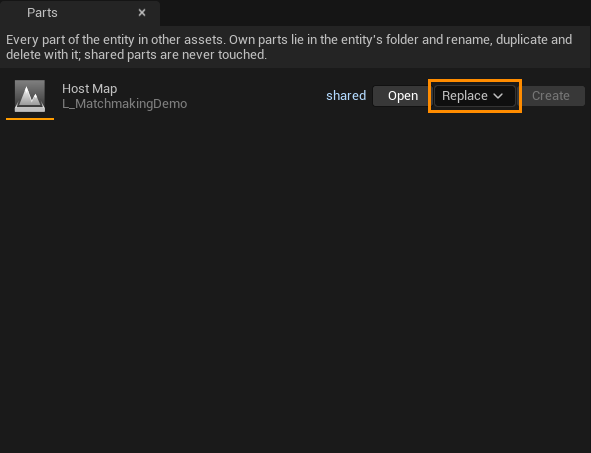 Parts
Every part of the entity in other assets. Own parts lie in the entity's folder and rename, duplicate and
delete with it; shared parts are never touched.
Host Map
L_MatchmakingDemo
shared Open Replace Create